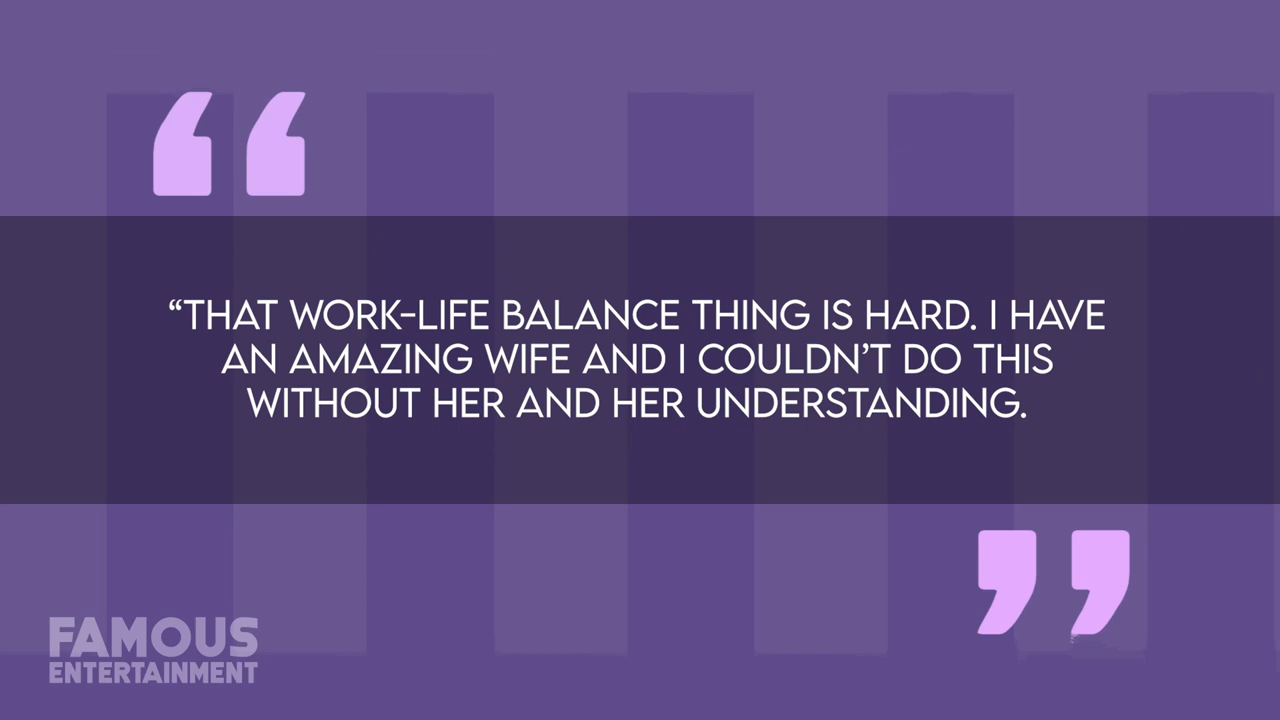 “THAT WORK-LIFE BALANCE THING IS HARD. I HAVE
AN AMAZING WIFE AND I COULDN’T DO THIS
WITHOUT HER AND HER UNDERSTANDING.
FAMOUS
ENTERTAINMENT